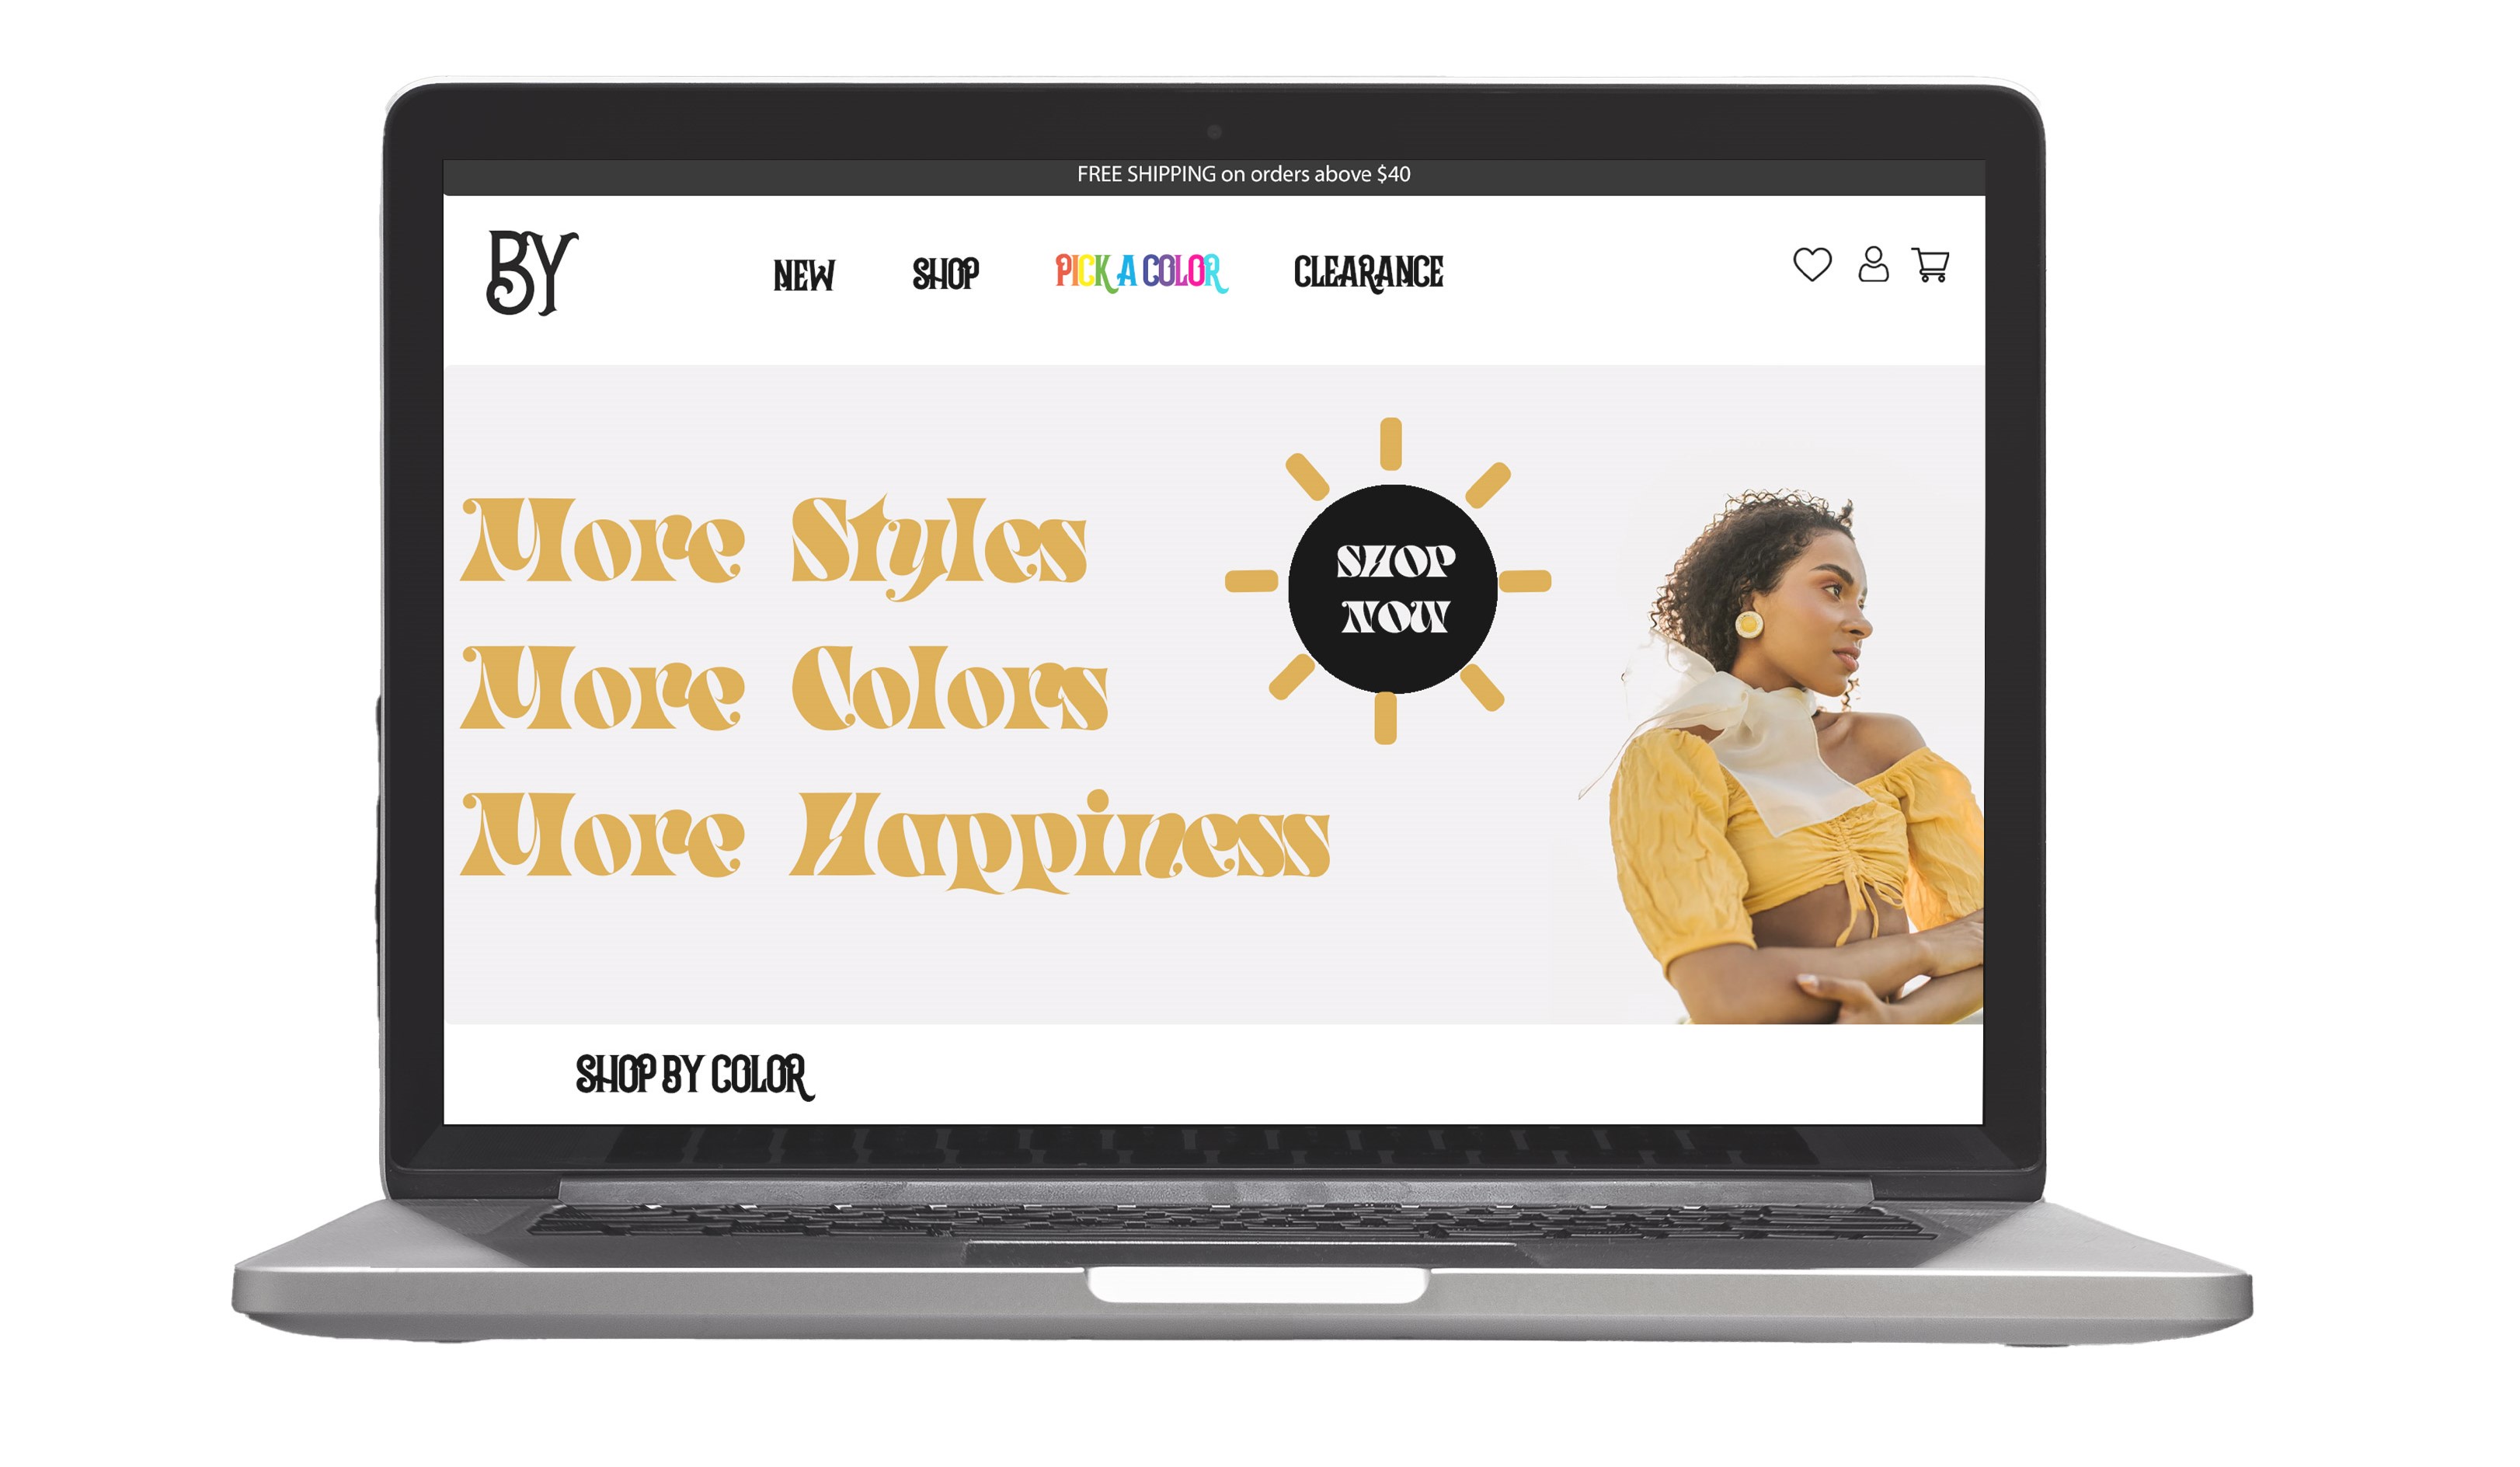 FREE SHIPPING on orders above $40
BY
NEW SHOP PICK A COLOR CLEARANCE
More Styles
More Colors
More Happiness
SHOP
NOW
SHOP BY COLOR